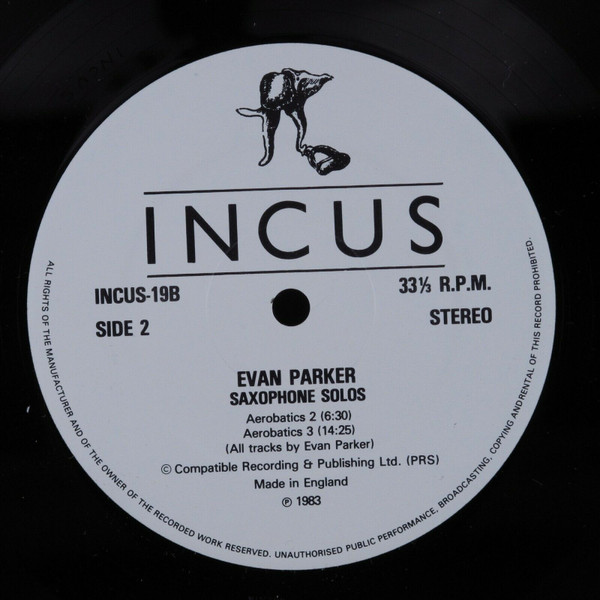 INCUS
INCUS-19B
33⅓ R.P.M.
SIDE 2
STEREO
EVAN PARKER
SAXOPHONE SOLOS
Aerobatics 2 (6:30)
Aerobatics 3 (14:25)
(All tracks by Evan Parker)
© Compatible Recording & Publishing Ltd. (PRS)
Made in England
℗ 1983
ALL RIGHTS OF THE MANUFACTURER AND OF THE OWNER OF THE RECORDED WORK RESERVED. UNAUTHORISED PUBLIC PERFORMANCE, BROADCASTING, COPYING ANDRENTAL OF THIS RECORD PROHIBITED.